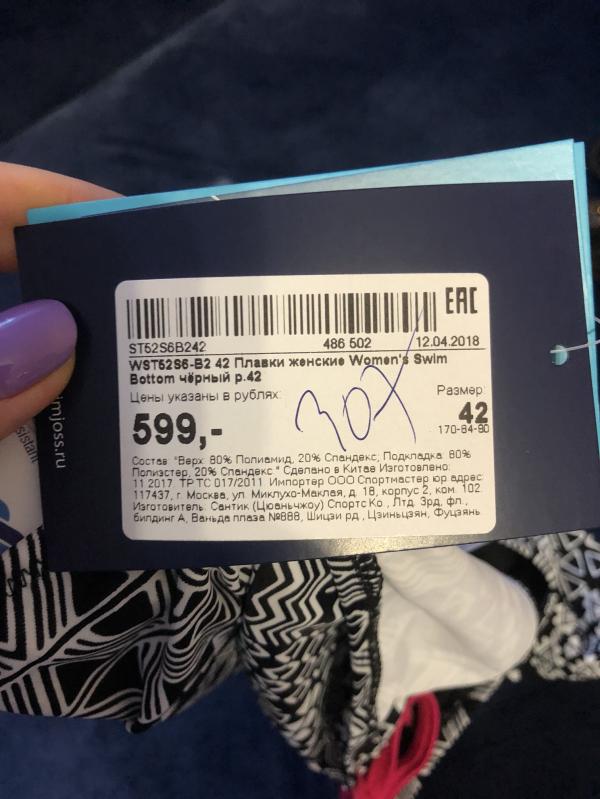 EAC
ST52S6B242 486 502 12.04.2018
WST52S6-B2 42 Плавки женские Women's Swim
Bottom чёрный р.42
Цены указаны в рублях:
599,-
30X
Размер:
42
170-84-90
Состав: "Верх: 80% Полиамид, 20% Спандекс; Подкладка: 80%
Полиэстер, 20% Спандекс." Сделано в Китае Изготовлено:
11.2017. ТР ТС 017/2011. Импортер ООО Спортмастер юр адрес:
117437, г. Москва, ул. Миклухо-Маклая, д. 18, корпус 2, ком. 102.
Изготовитель: Сантик (Цюаньчжоу) Спортс Ко., Лтд. 3рд, фл.,
билдинг А, Ваньда плаза №888, Шицзи рд., Цзиньцзян, Фуцзянь
imjoss.ru
sistant